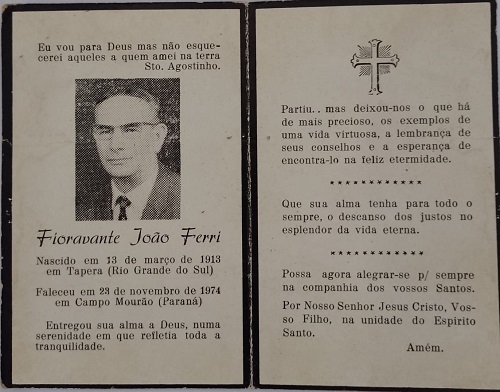 Eu vou para Deus mas não esque-
cerei aqueles a quem amei na terra
Sto. Agostinho.
Fioravante João Ferri
Nascido em 13 de março de 1913
em Tapera (Rio Grande do Sul)
Faleceu em 23 de novembro de 1974
em Campo Mourão (Paraná)
Entregou sua alma a Deus, numa
serenidade em que refletia toda a
tranquilidade.
Partiu.. mas deixou-nos o que há
de mais precioso, os exemplos de
uma vida virtuosa, a lembrança de
seus conselhos e a esperança de
encontra-lo na feliz etermidade.
************
Que sua alma tenha para todo o
sempre, o descanso dos justos no
esplendor da vida eterna.
************
Possa agora alegrar-se p/ sempre
na companhia dos vossos Santos.
Por Nosso Senhor Jesus Cristo, Vos-
so Filho, na unidade do Espirito
Santo.
Amém.